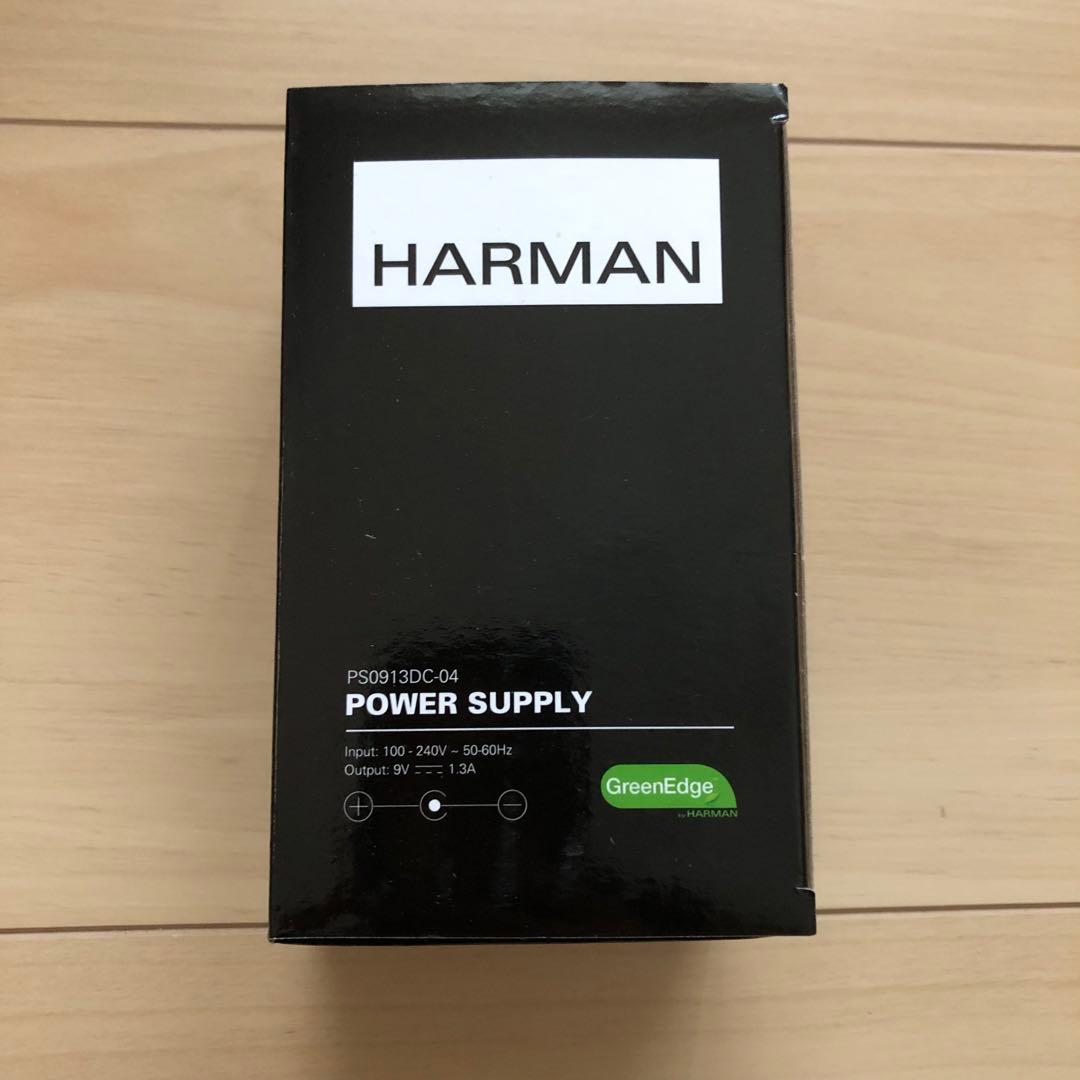 HARMAN
PS0913DC-04
POWER SUPPLY
Input: 100 - 240V ~ 50-60Hz
Output: 9V ⎓ 1.3A
GreenEdge
by HARMAN